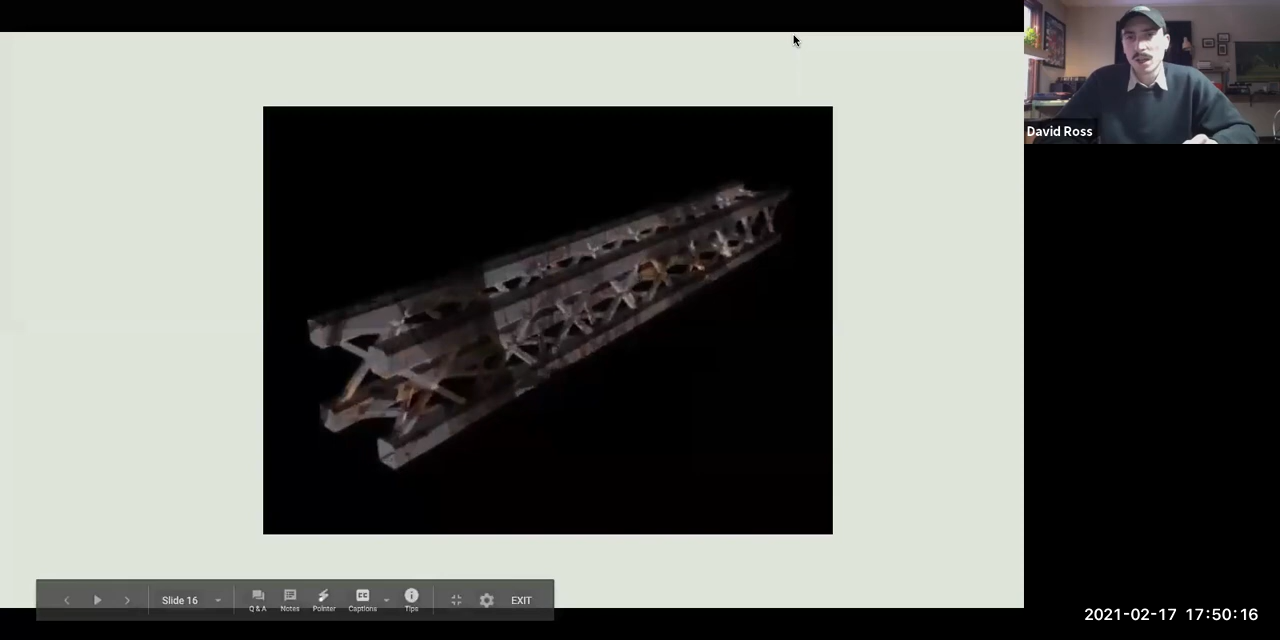 David Ross
Slide 16
Q & A
Notes
Pointer
Captions
Tips
EXIT
2021-02-17 17:50:16